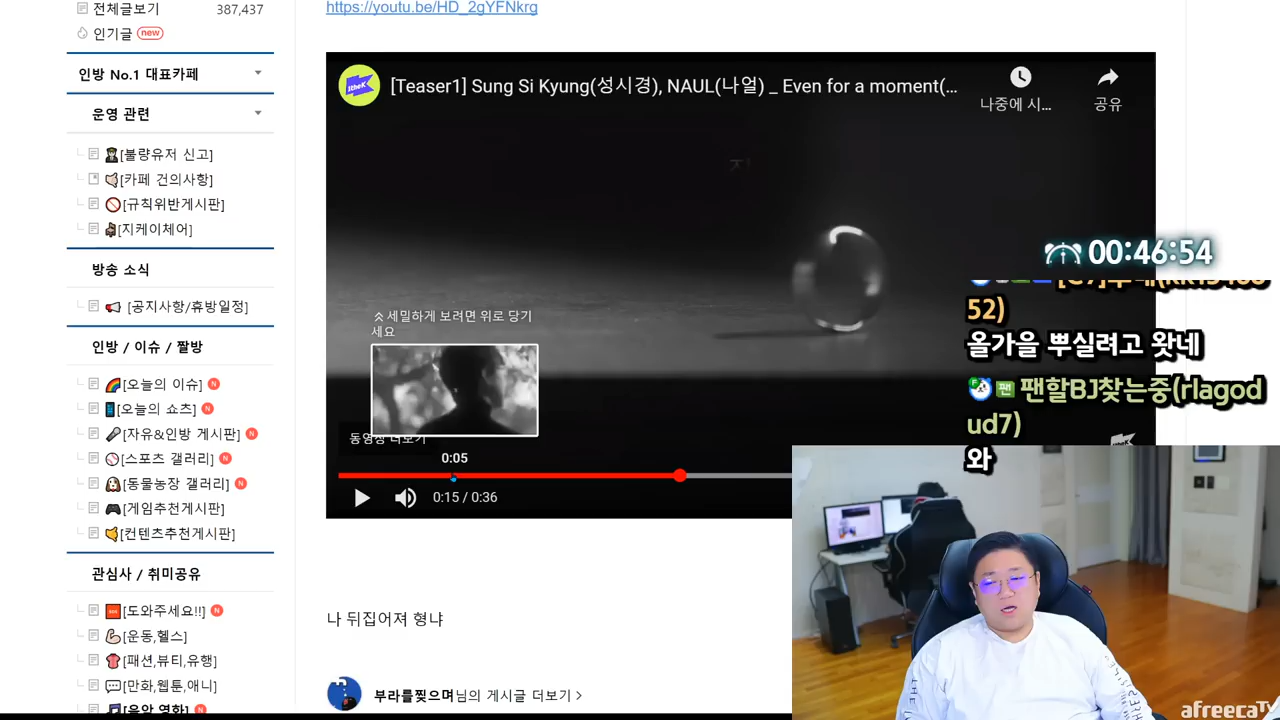 전체글보기 387,437
인기글 new
인방 No.1 대표카페
운영 관련
[불량유저 신고]
[카페 건의사항]
[규칙위반게시판]
[지케이체어]
방송 소식
[공지사항/휴방일정]
인방 / 이슈 / 짤방
[오늘의 이슈] N
[오늘의 쇼츠] N
[자유&인방 게시판] N
[스포츠 갤러리] N
[동물농장 갤러리] N
[게임추천게시판]
[컨텐츠추천게시판]
관심사 / 취미공유
[도와주세요!!] N
[운동,헬스]
[패션,뷰티,유행]
[만화,웹툰,애니]
[음악 영화] N
https://youtu.be/HD_2gYFNkrg
[Teaser1] Sung Si Kyung(성시경), NAUL(나얼) _ Even for a moment(...
나중에 시...
공유
세밀하게 보려면 위로 당기
세요
동영상 더보기
0:05
0:15 / 0:36
나 뒤집어져 형냐
부라를찢으며님의 게시글 더보기 >
00:46:54
52)
올가을 뿌실려고 왓네
팬 팬할BJ찾는중(rlagod
ud7)
와
afreecaTV